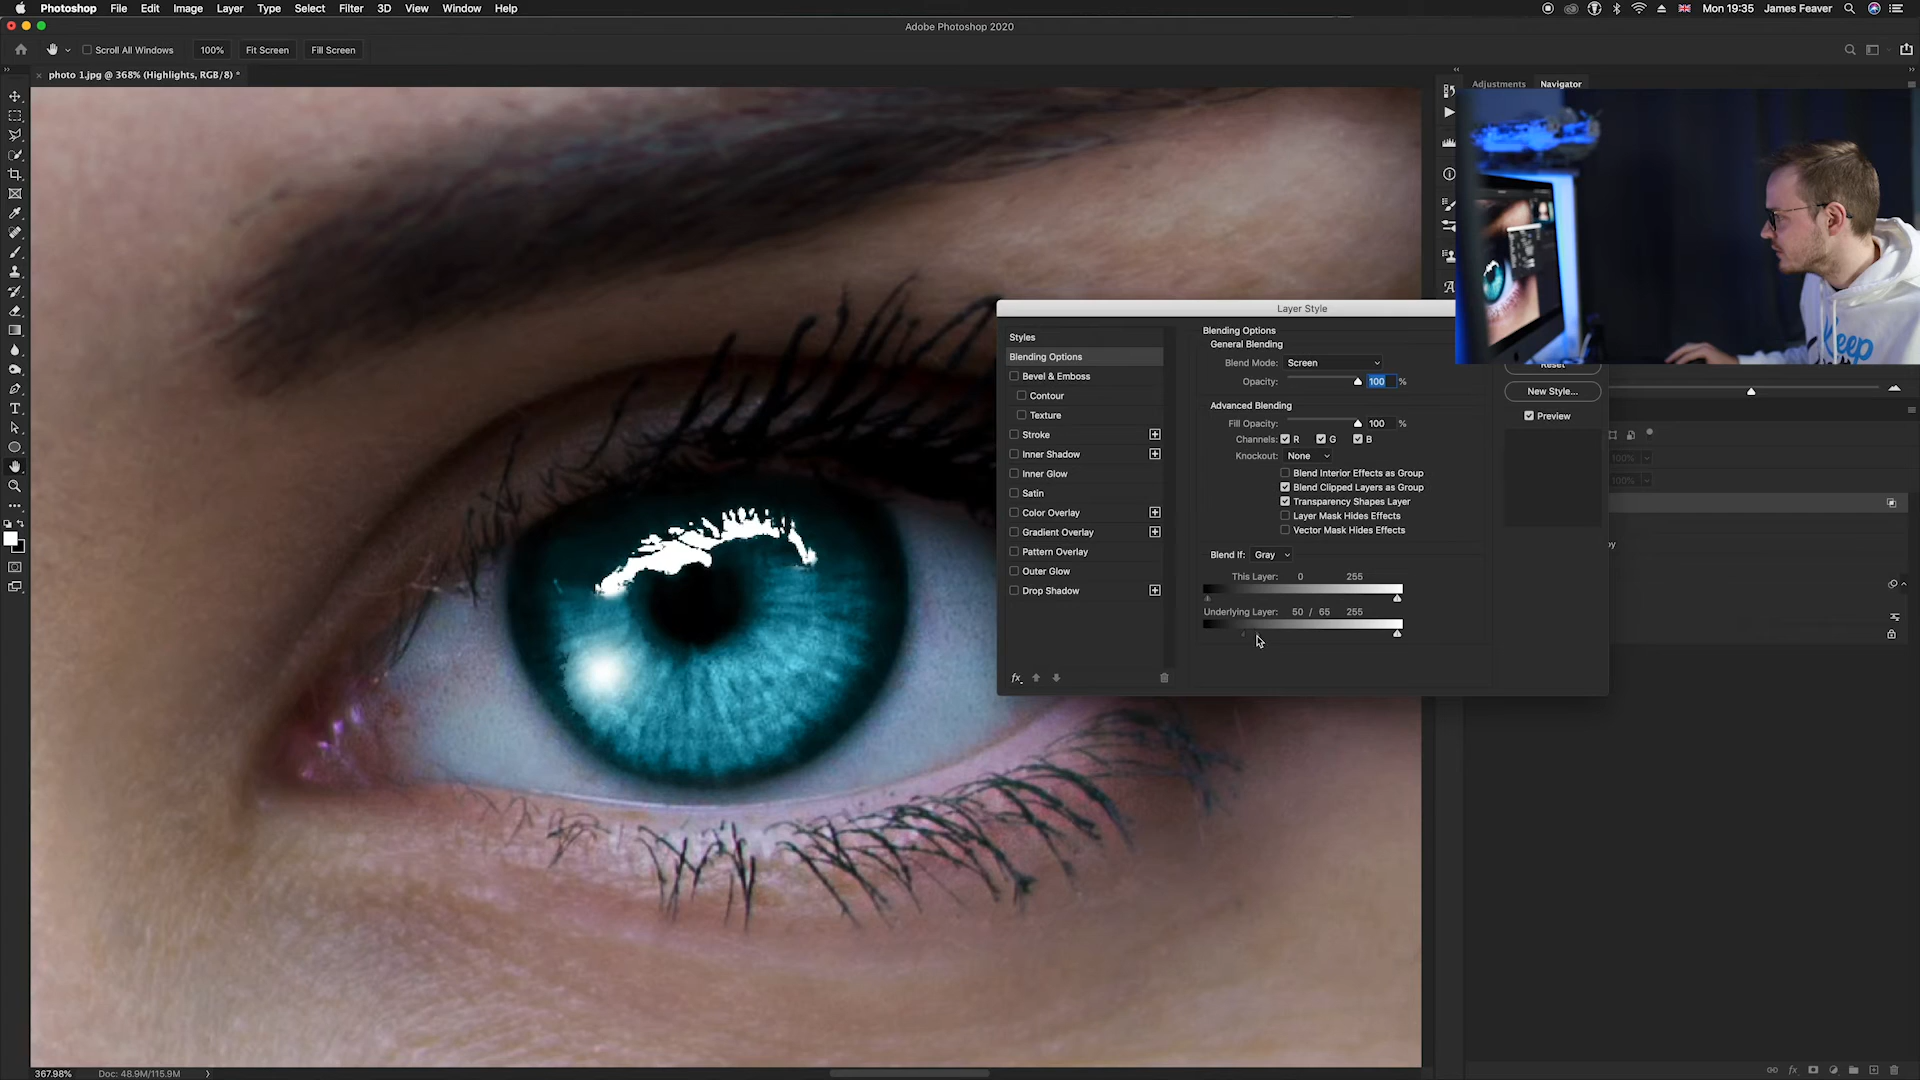 Photoshop File Edit Image Layer Type Select Filter 3D View Window Help Mon 19:35 James Feaver
Adobe Photoshop 2020
Scroll All Windows 100% Fit Screen Fill Screen
photo 1.jpg @ 368% (Highlights, RGB/8) *
Adjustments Navigator
Layer Style
Styles
Blending Options
Bevel & Emboss
Contour
Texture
Stroke
Inner Shadow
Inner Glow
Satin
Color Overlay
Gradient Overlay
Pattern Overlay
Outer Glow
Drop Shadow
fx
Blending Options
General Blending
Blend Mode: Screen
Opacity: 100 %
Advanced Blending
Fill Opacity: 100 %
Channels: R G B
Knockout: None
Blend Interior Effects as Group
Blend Clipped Layers as Group
Transparency Shapes Layer
Layer Mask Hides Effects
Vector Mask Hides Effects
Blend If: Gray
This Layer: 0 255
Underlying Layer: 50 / 65 255
Reset
New Style...
Preview
100%
100%
Keep
367.98% Doc: 48.9M/115.9M
fx